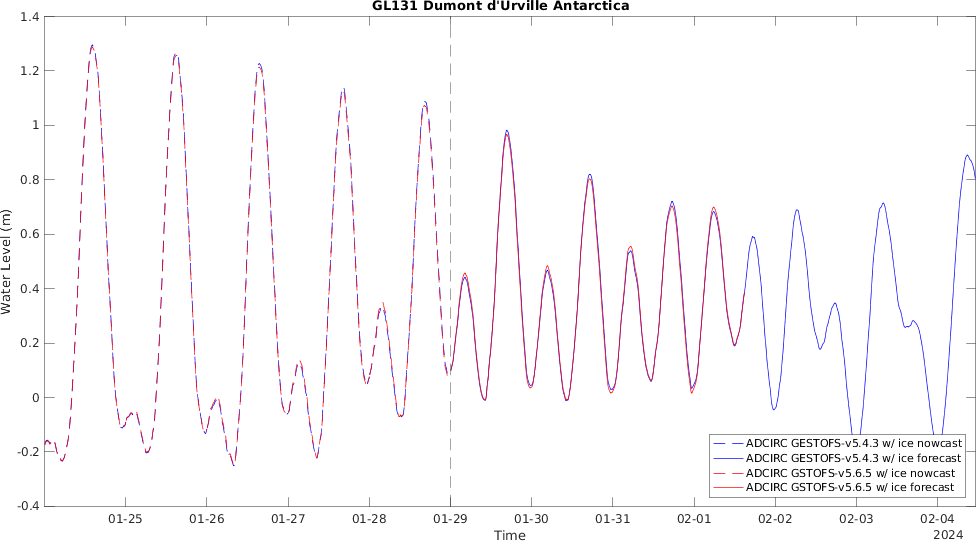 GL131 Dumont d'Urville Antarctica
1.4
1.2
1
0.8
0.6
0.4
0.2
0
-0.2
-0.4
Water Level (m)
01-25 01-26 01-27 01-28 01-29 01-30 01-31 02-01 02-02 02-03 02-04
Time
2024
ADCIRC GESTOFS-v5.4.3 w/ ice nowcast
ADCIRC GESTOFS-v5.4.3 w/ ice forecast
ADCIRC GSTOFS-v5.6.5 w/ ice nowcast
ADCIRC GSTOFS-v5.6.5 w/ ice forecast